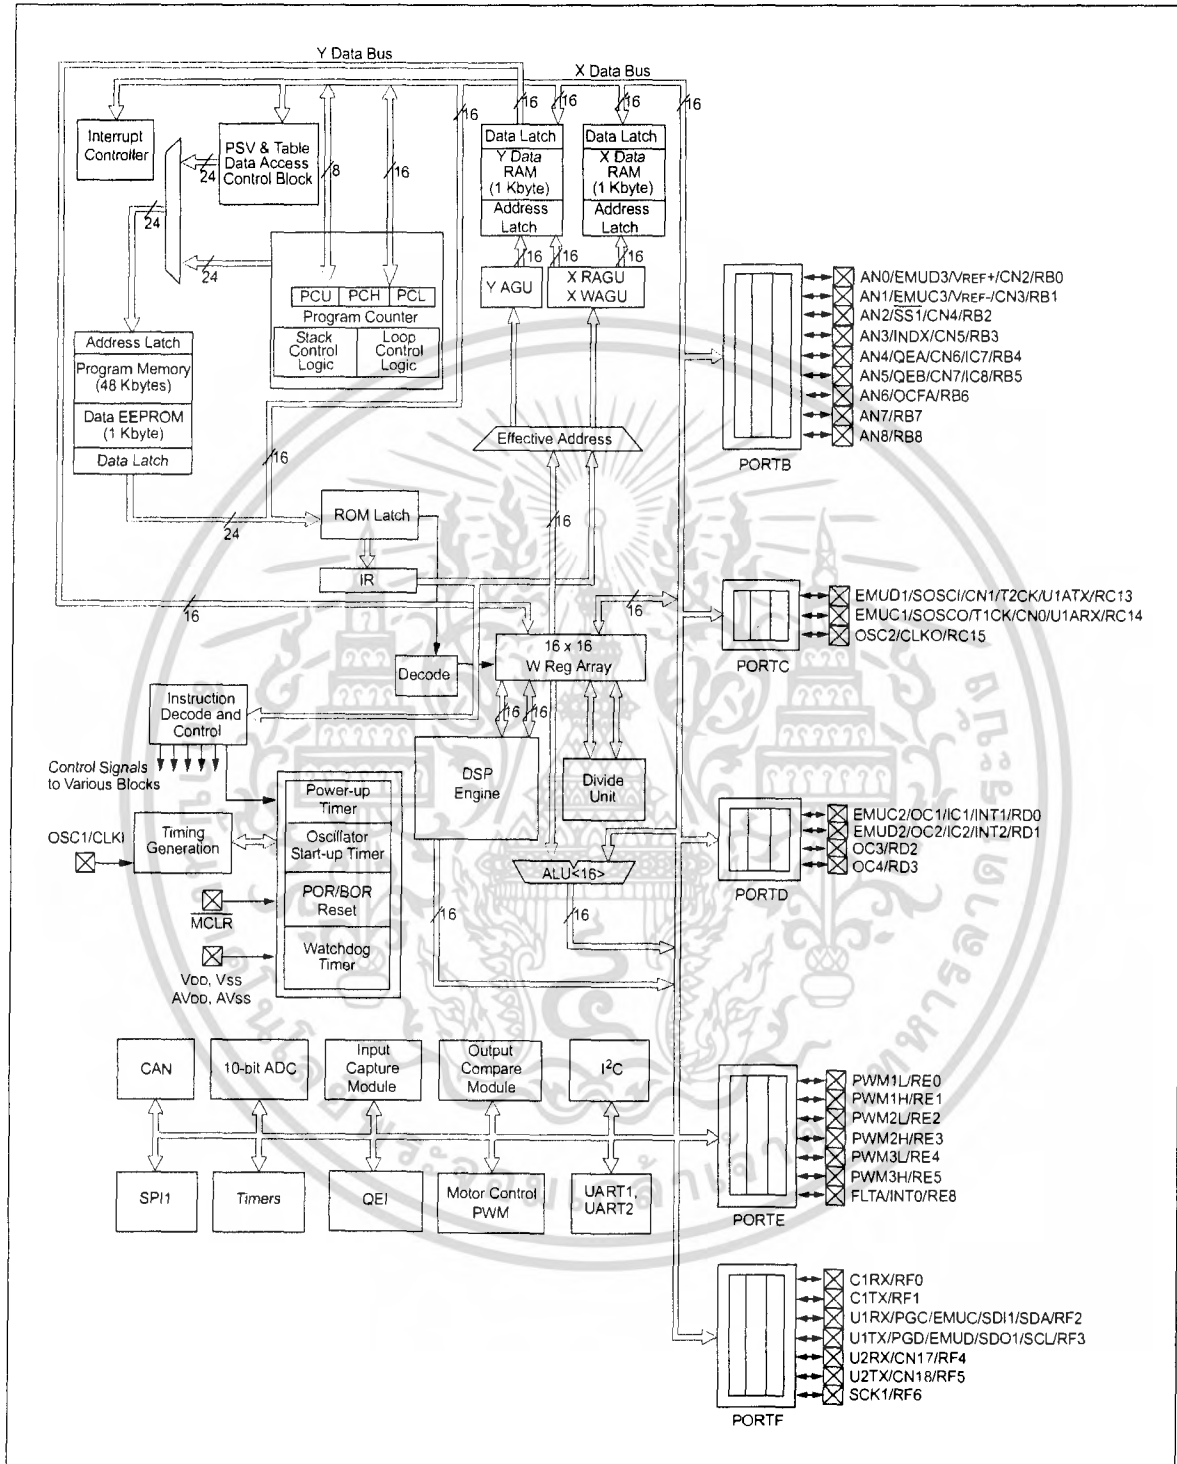 Y Data Bus
X Data Bus
16
16
16
16
16
8
16
Interrupt
Controller
PSV & Table
Data Access
Control Block
24
24
24
Data Latch
Y Data
RAM
(1 Kbyte)
Address
Latch
Data Latch
X Data
RAM
(1 Kbyte)
Address
Latch
16
16
16
Y AGU
X RAGU
X WAGU
PCU
PCH
PCL
Program Counter
Stack
Control
Logic
Loop
Control
Logic
Address Latch
Program Memory
(48 Kbytes)
Data EEPROM
(1 Kbyte)
Data Latch
Effective Address
16
24
16
ROM Latch
IR
16
16
16 x 16
W Reg Array
Decode
16
16
Instruction
Decode and
Control
Control Signals
to Various Blocks
DSP
Engine
Divide
Unit
Power-up
Timer
Oscillator
Start-up Timer
POR/BOR
Reset
Watchdog
Timer
OSC1/CLKI
Timing
Generation
MCLR
VDD, VSS
AVDD, AVSS
ALU<16>
16
16
CAN
10-bit ADC
Input
Capture
Module
Output
Compare
Module
I²C
SPI1
Timers
QEI
Motor Control
PWM
UART1,
UART2
AN0/EMUD3/VREF+/CN2/RB0
AN1/EMUC3/VREF-/CN3/RB1
AN2/SS1/CN4/RB2
AN3/INDX/CN5/RB3
AN4/QEA/CN6/IC7/RB4
AN5/QEB/CN7/IC8/RB5
AN6/OCFA/RB6
AN7/RB7
AN8/RB8
PORTB
EMUD1/SOSCI/CN1/T2CK/U1ATX/RC13
EMUC1/SOSCO/T1CK/CN0/U1ARX/RC14
OSC2/CLKO/RC15
PORTC
EMUC2/OC1/IC1/INT1/RD0
EMUD2/OC2/IC2/INT2/RD1
OC3/RD2
OC4/RD3
PORTD
PWM1L/RE0
PWM1H/RE1
PWM2L/RE2
PWM2H/RE3
PWM3L/RE4
PWM3H/RE5
FLTA/INT0/RE8
PORTE
C1RX/RF0
C1TX/RF1
U1RX/PGC/EMUC/SDI1/SDA/RF2
U1TX/PGD/EMUD/SDO1/SCL/RF3
U2RX/CN17/RF4
U2TX/CN18/RF5
SCK1/RF6
PORTF